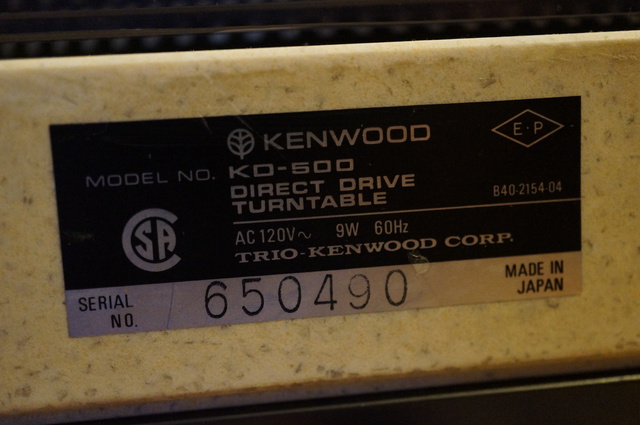 KENWOOD
E·P
MODEL NO. KD-500
DIRECT DRIVE
TURNTABLE
B40-2154-04
SA
AC 120V~ 9W 60Hz
TRIO-KENWOOD CORP.
SERIAL NO. 650490
MADE IN
JAPAN